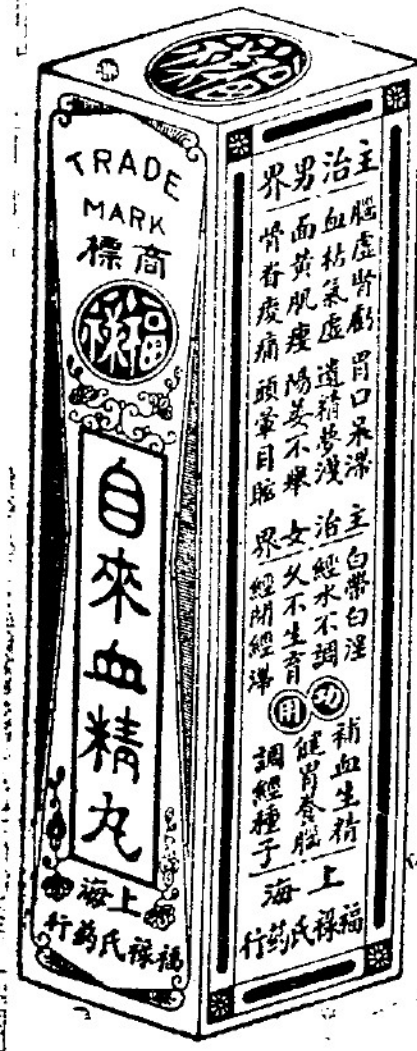 福祿
TRADE
MARK
商標
福祿
自來血精丸
上海
福祿氏药行
主治男界
腦虛腎虧 胃口呆滯
血枯氣虛 遺精夢洩
面黃肌瘦 陽萎不舉
骨脊痠痛 頭暈目眩
主治女界
白帶白淫
經水不調
久不生育
經閉經滯
功用
補血生精
健胃養腦
調經種子
上海
福祿氏药行